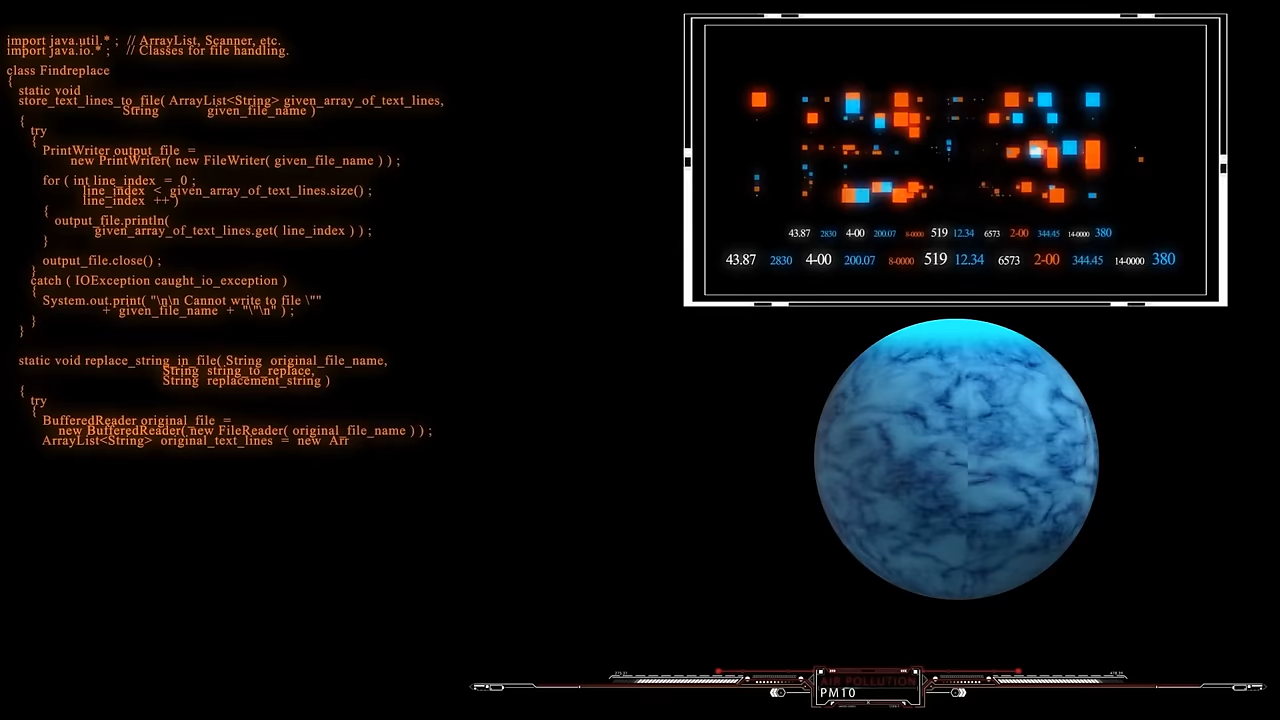 import java.util.* ;  // ArrayList, Scanner, etc.
import java.io.* ;   // Classes for file handling.
class Findreplace
{
static void
store_text_lines_to_file( ArrayList<String> given_array_of_text_lines,
String given_file_name )
{
try
{
PrintWriter output_file =
new PrintWriter( new FileWriter( given_file_name ) ) ;
for ( int line_index = 0 ;
line_index < given_array_of_text_lines.size() ;
line_index ++ )
{
output_file.println(
given_array_of_text_lines.get( line_index ) ) ;
}
output_file.close() ;
}
catch ( IOException caught_io_exception )
{
System.out.print( "\n\n Cannot write to file \""
+ given_file_name + "\"\n" ) ;
}
}
static void replace_string_in_file( String original_file_name,
String string_to_replace,
String replacement_string )
{
try
{
BufferedReader original_file =
new BufferedReader( new FileReader( original_file_name ) ) ;
ArrayList<String> original_text_lines = new Arr
43.87 2830 4-00 200.07 8-0000 519 12.34 6573 2-00 344.45 14-0000 380
43.87 2830 4-00 200.07 8-0000 519 12.34 6573 2-00 344.45 14-0000 380
AIR POLLUTION
PM10